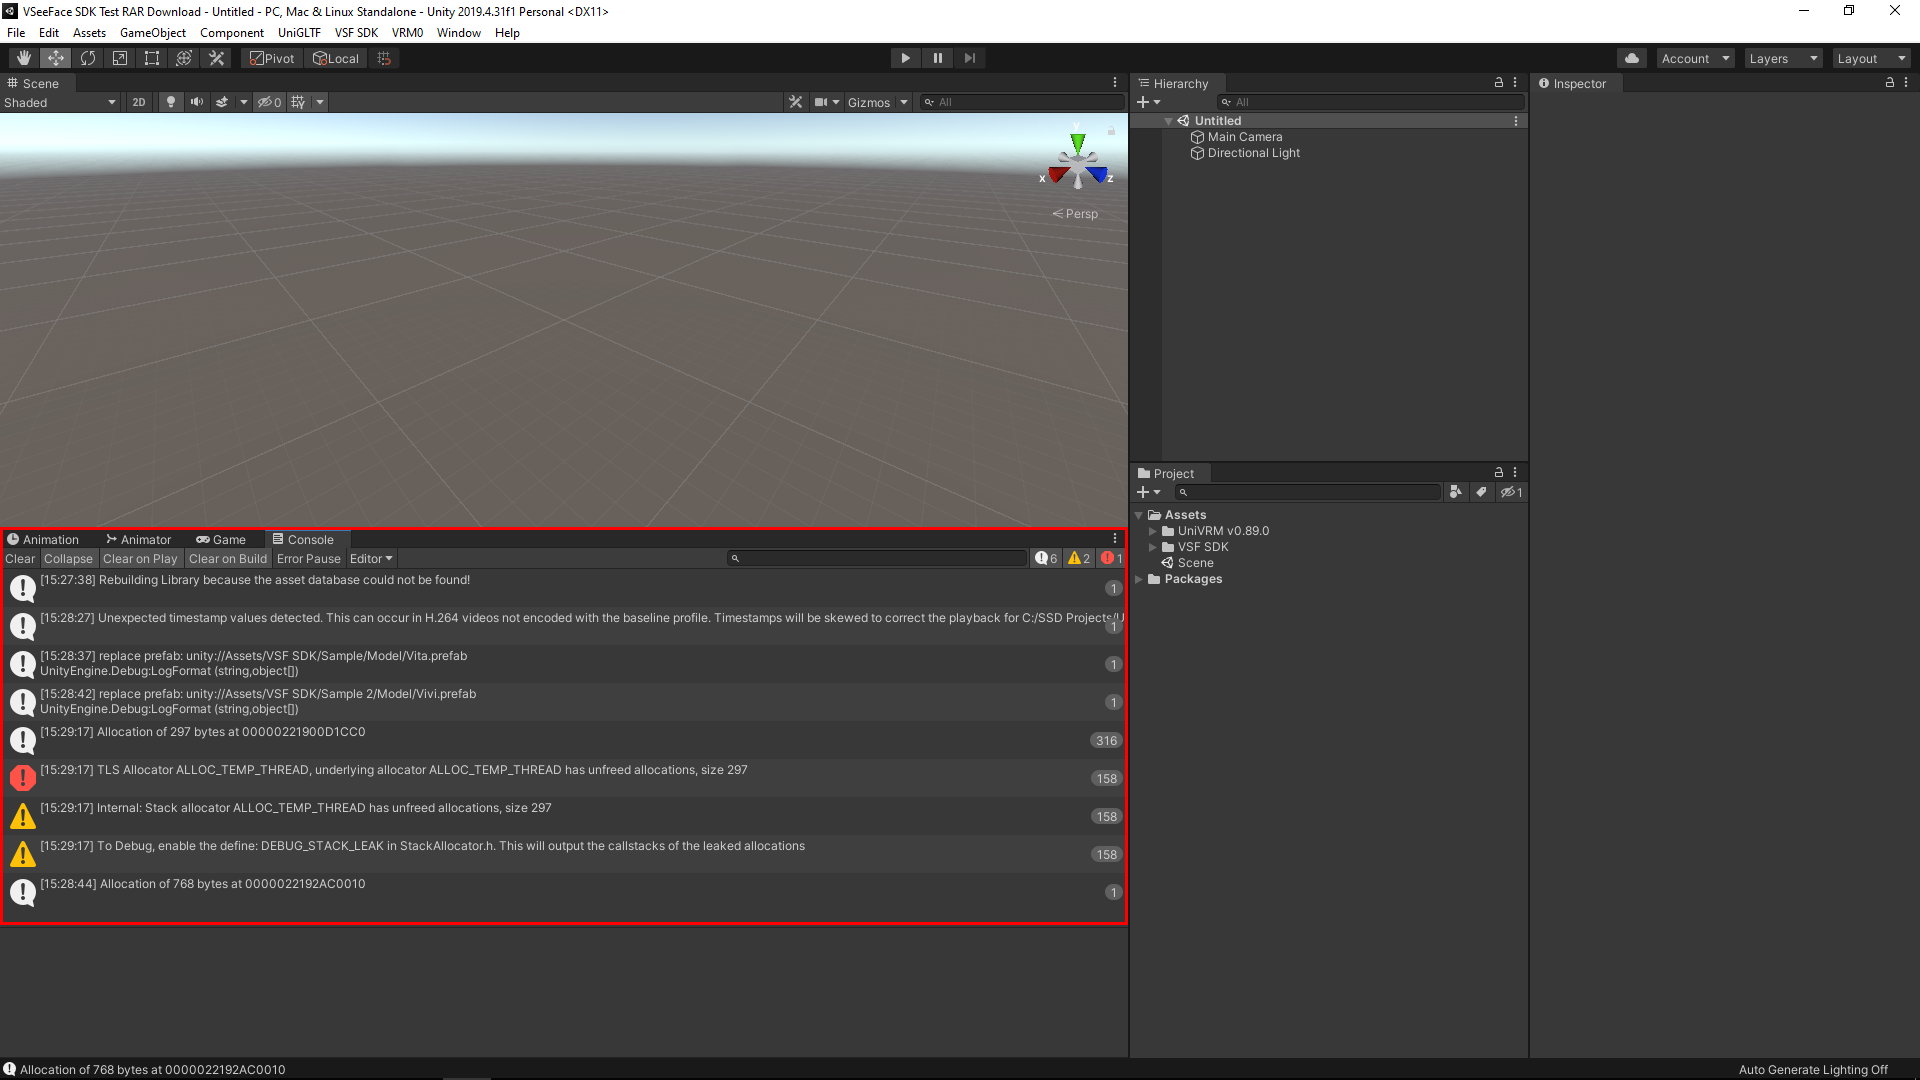 VSeeFace SDK Test RAR Download - Untitled - PC, Mac & Linux Standalone - Unity 2019.4.31f1 Personal <DX11>
File Edit Assets GameObject Component UniGLTF VSF SDK VRM0 Window Help
Pivot Local Account Layers Layout
Scene
Shaded 2D 0 Gizmos All
y
x z
Persp
Hierarchy
All
Untitled
Main Camera
Directional Light
Inspector
Project
1
Assets
UniVRM v0.89.0
VSF SDK
Scene
Packages
Animation Animator Game Console
Clear Collapse Clear on Play Clear on Build Error Pause Editor 6 2 1
[15:27:38] Rebuilding Library because the asset database could not be found!
1
[15:28:27] Unexpected timestamp values detected. This can occur in H.264 videos not encoded with the baseline profile. Timestamps will be skewed to correct the playback for C:/SSD Projects/U
1
[15:28:37] replace prefab: unity://Assets/VSF SDK/Sample/Model/Vita.prefab
UnityEngine.Debug:LogFormat (string,object[])
1
[15:28:42] replace prefab: unity://Assets/VSF SDK/Sample 2/Model/Vivi.prefab
UnityEngine.Debug:LogFormat (string,object[])
1
[15:29:17] Allocation of 297 bytes at 00000221900D1CC0
316
[15:29:17] TLS Allocator ALLOC_TEMP_THREAD, underlying allocator ALLOC_TEMP_THREAD has unfreed allocations, size 297
158
[15:29:17] Internal: Stack allocator ALLOC_TEMP_THREAD has unfreed allocations, size 297
158
[15:29:17] To Debug, enable the define: DEBUG_STACK_LEAK in StackAllocator.h. This will output the callstacks of the leaked allocations
158
[15:28:44] Allocation of 768 bytes at 0000022192AC0010
1
Allocation of 768 bytes at 0000022192AC0010
Auto Generate Lighting Off